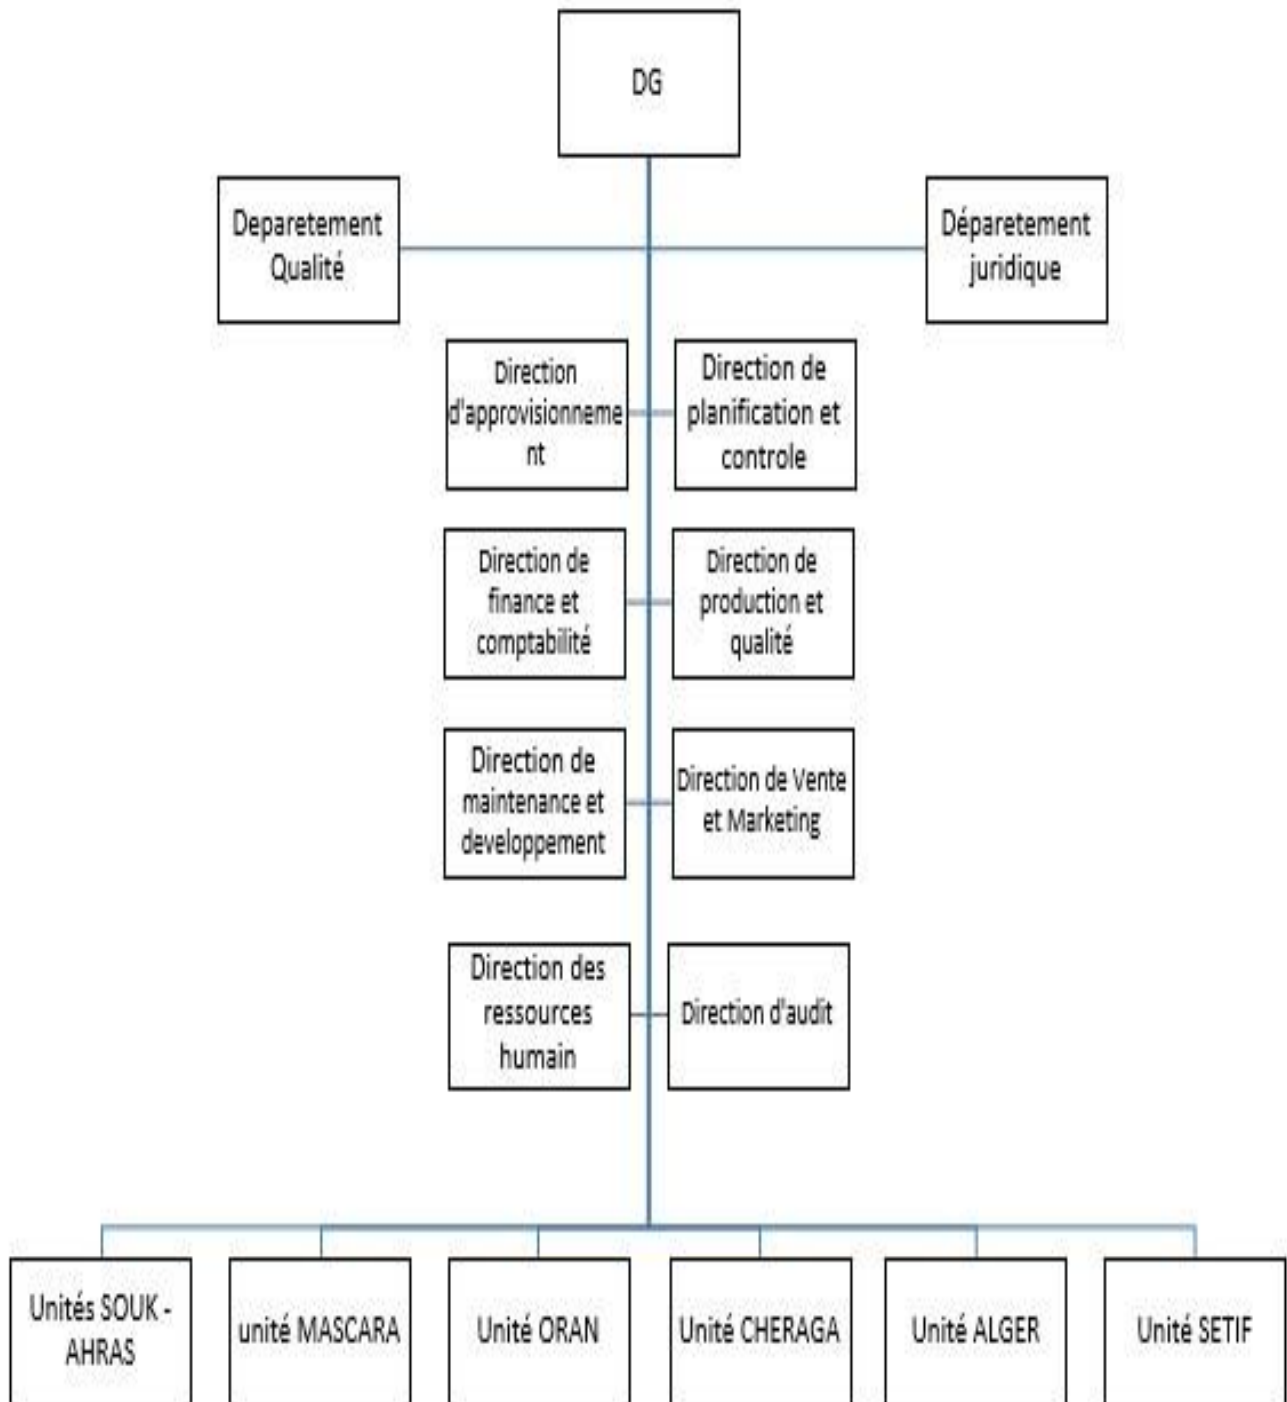 DG
Deparetement
Qualité
Déparetement
juridique
Direction
d'approvisionneme
nt
Direction de
planification et
controle
Direction de
finance et
comptabilité
Direction de
production et
qualité
Direction de
maintenance et
developpement
Direction de Vente
et Marketing
Direction des
ressources
humain
Direction d'audit
Unités SOUK -
AHRAS
unité MASCARA
Unité ORAN
Unité CHERAGA
Unité ALGER
Unité SETIF